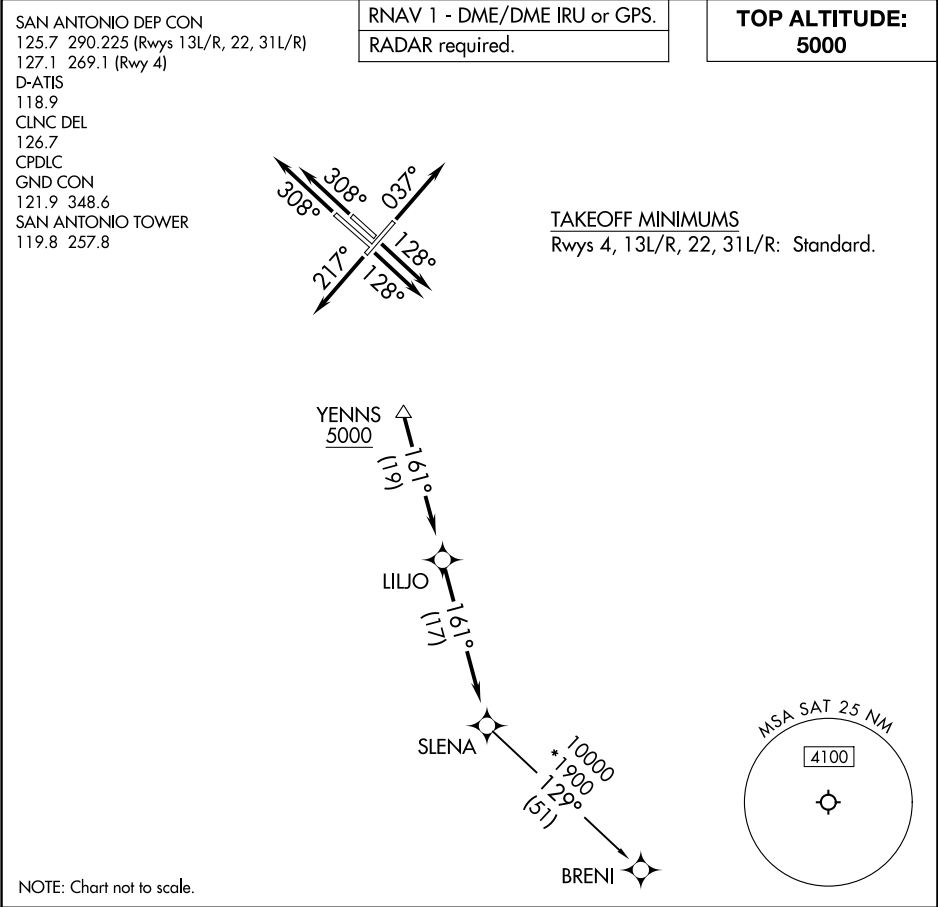 SAN ANTONIO DEP CON
125.7 290.225 (Rwys 13L/R, 22, 31L/R)
127.1 269.1 (Rwy 4)
D-ATIS
118.9
CLNC DEL
126.7
CPDLC
GND CON
121.9 348.6
SAN ANTONIO TOWER
119.8 257.8
RNAV 1 - DME/DME IRU or GPS.
RADAR required.
TOP ALTITUDE:
5000
308°
308°
037°
217°
128°
128°
TAKEOFF MINIMUMS
Rwys 4, 13L/R, 22, 31L/R: Standard.
YENNS
5000
161°
(19)
LILJO
161°
(17)
SLENA
10000
*1900
129°
(51)
BRENI
MSA SAT 25 NM
4100
NOTE: Chart not to scale.